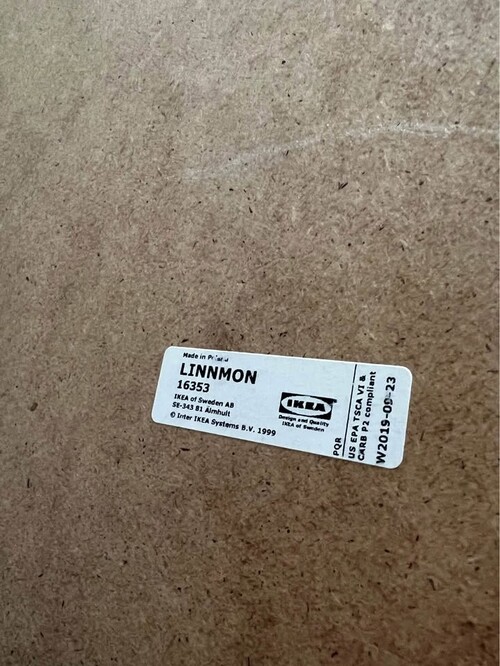 Made in Poland
LINNMON
16353
IKEA of Sweden AB
SE-343 81 Älmhult
© Inter IKEA Systems B.V. 1999
IKEA
Design and Quality
IKEA of Sweden
PQR
US EPA TSCA VI &
CARB P2 compliant
W2019-09-23